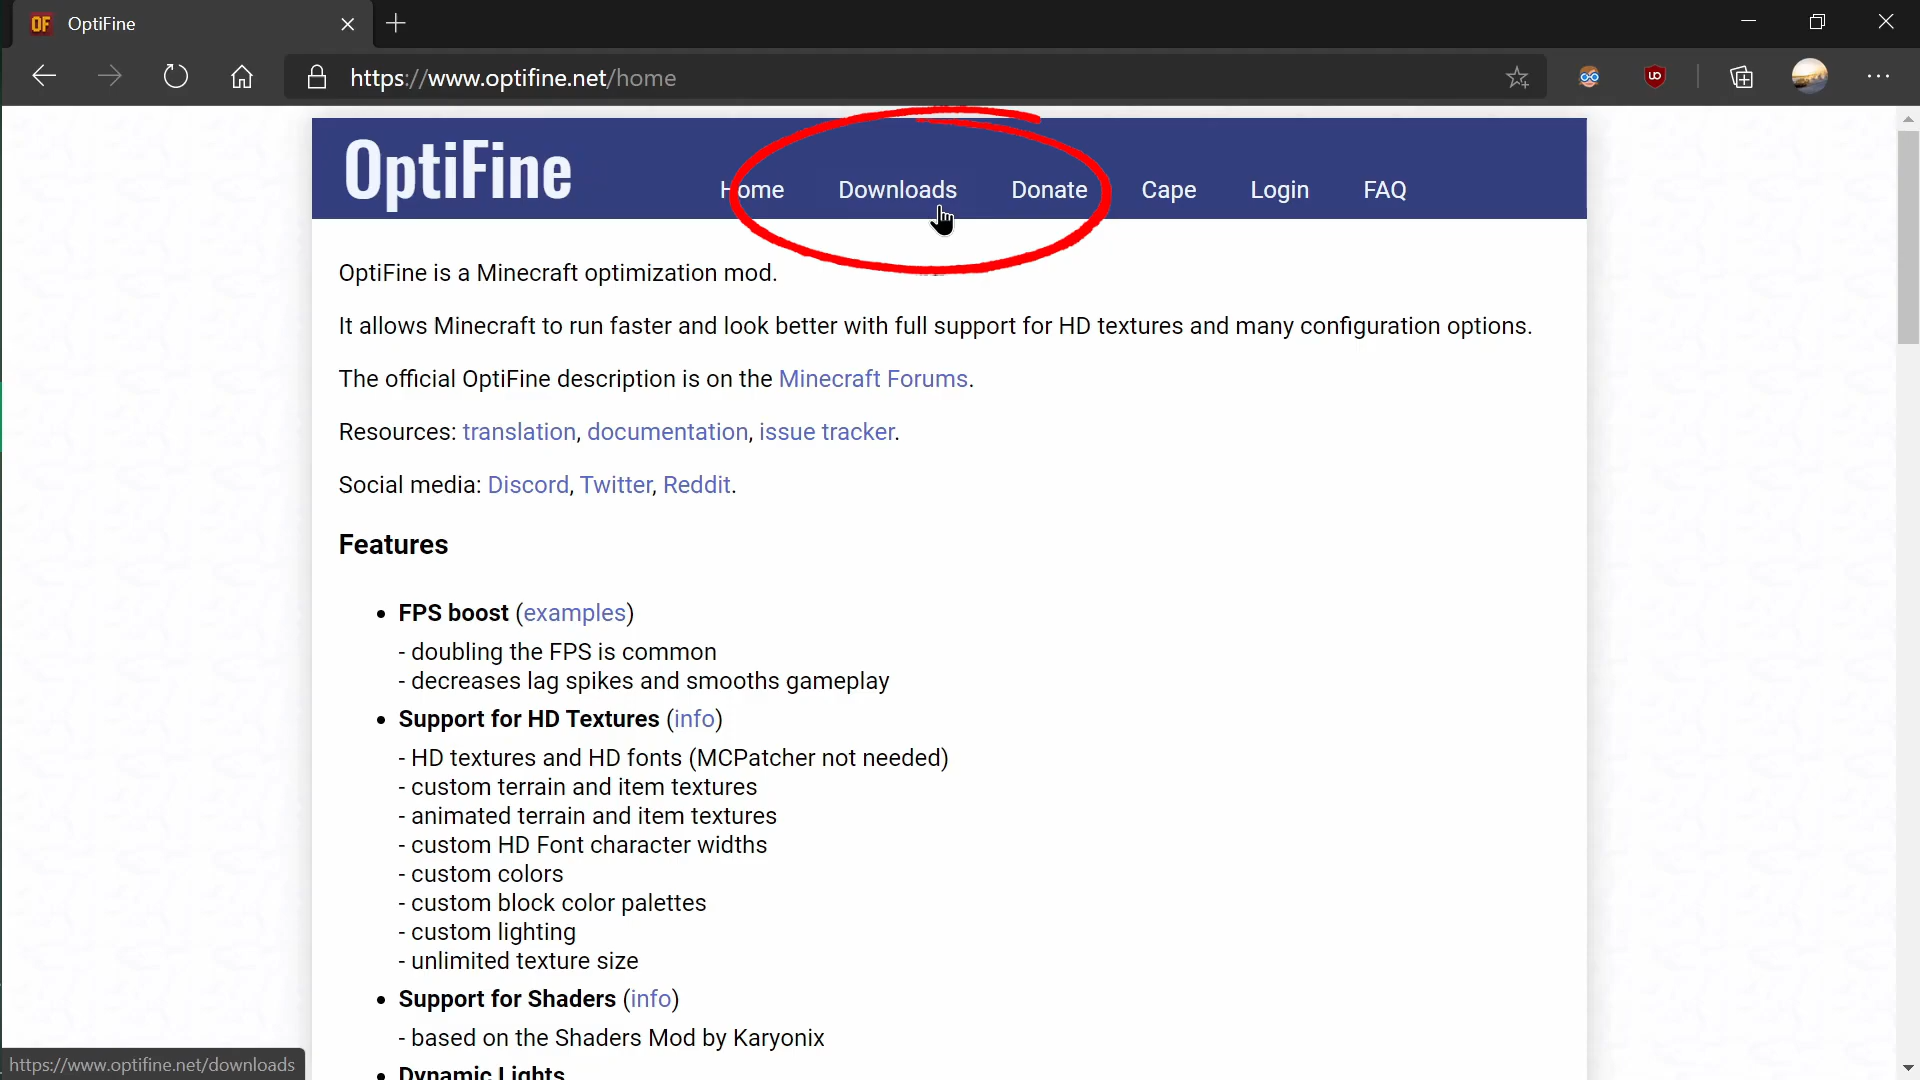 OptiFine
https://www.optifine.net/home
OptiFine
Home Downloads Donate Cape Login FAQ
OptiFine is a Minecraft optimization mod.
It allows Minecraft to run faster and look better with full support for HD textures and many configuration options.
The official OptiFine description is on the Minecraft Forums.
Resources: translation, documentation, issue tracker.
Social media: Discord, Twitter, Reddit.
Features
• FPS boost (examples)
- doubling the FPS is common
- decreases lag spikes and smooths gameplay
• Support for HD Textures (info)
- HD textures and HD fonts (MCPatcher not needed)
- custom terrain and item textures
- animated terrain and item textures
- custom HD Font character widths
- custom colors
- custom block color palettes
- custom lighting
- unlimited texture size
• Support for Shaders (info)
- based on the Shaders Mod by Karyonix
• Dynamic Lights
https://www.optifine.net/downloads